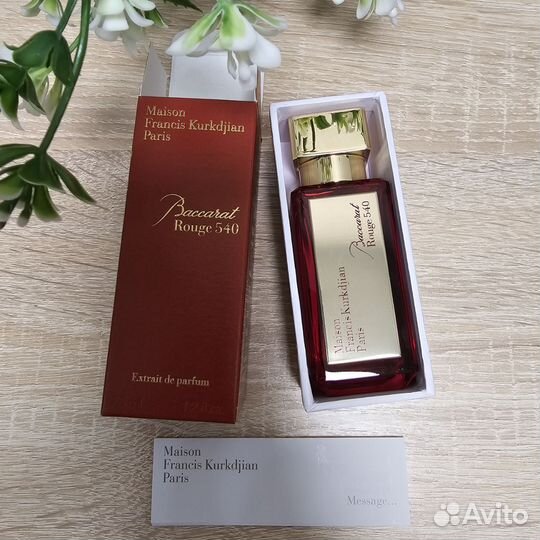 Maison
Francis Kurkdjian
Paris
Baccarat
Rouge 540
Extrait de parfum
Baccarat
Rouge 540
Maison
Francis Kurkdjian
Paris
Maison
Francis Kurkdjian
Paris
Message...
Avito